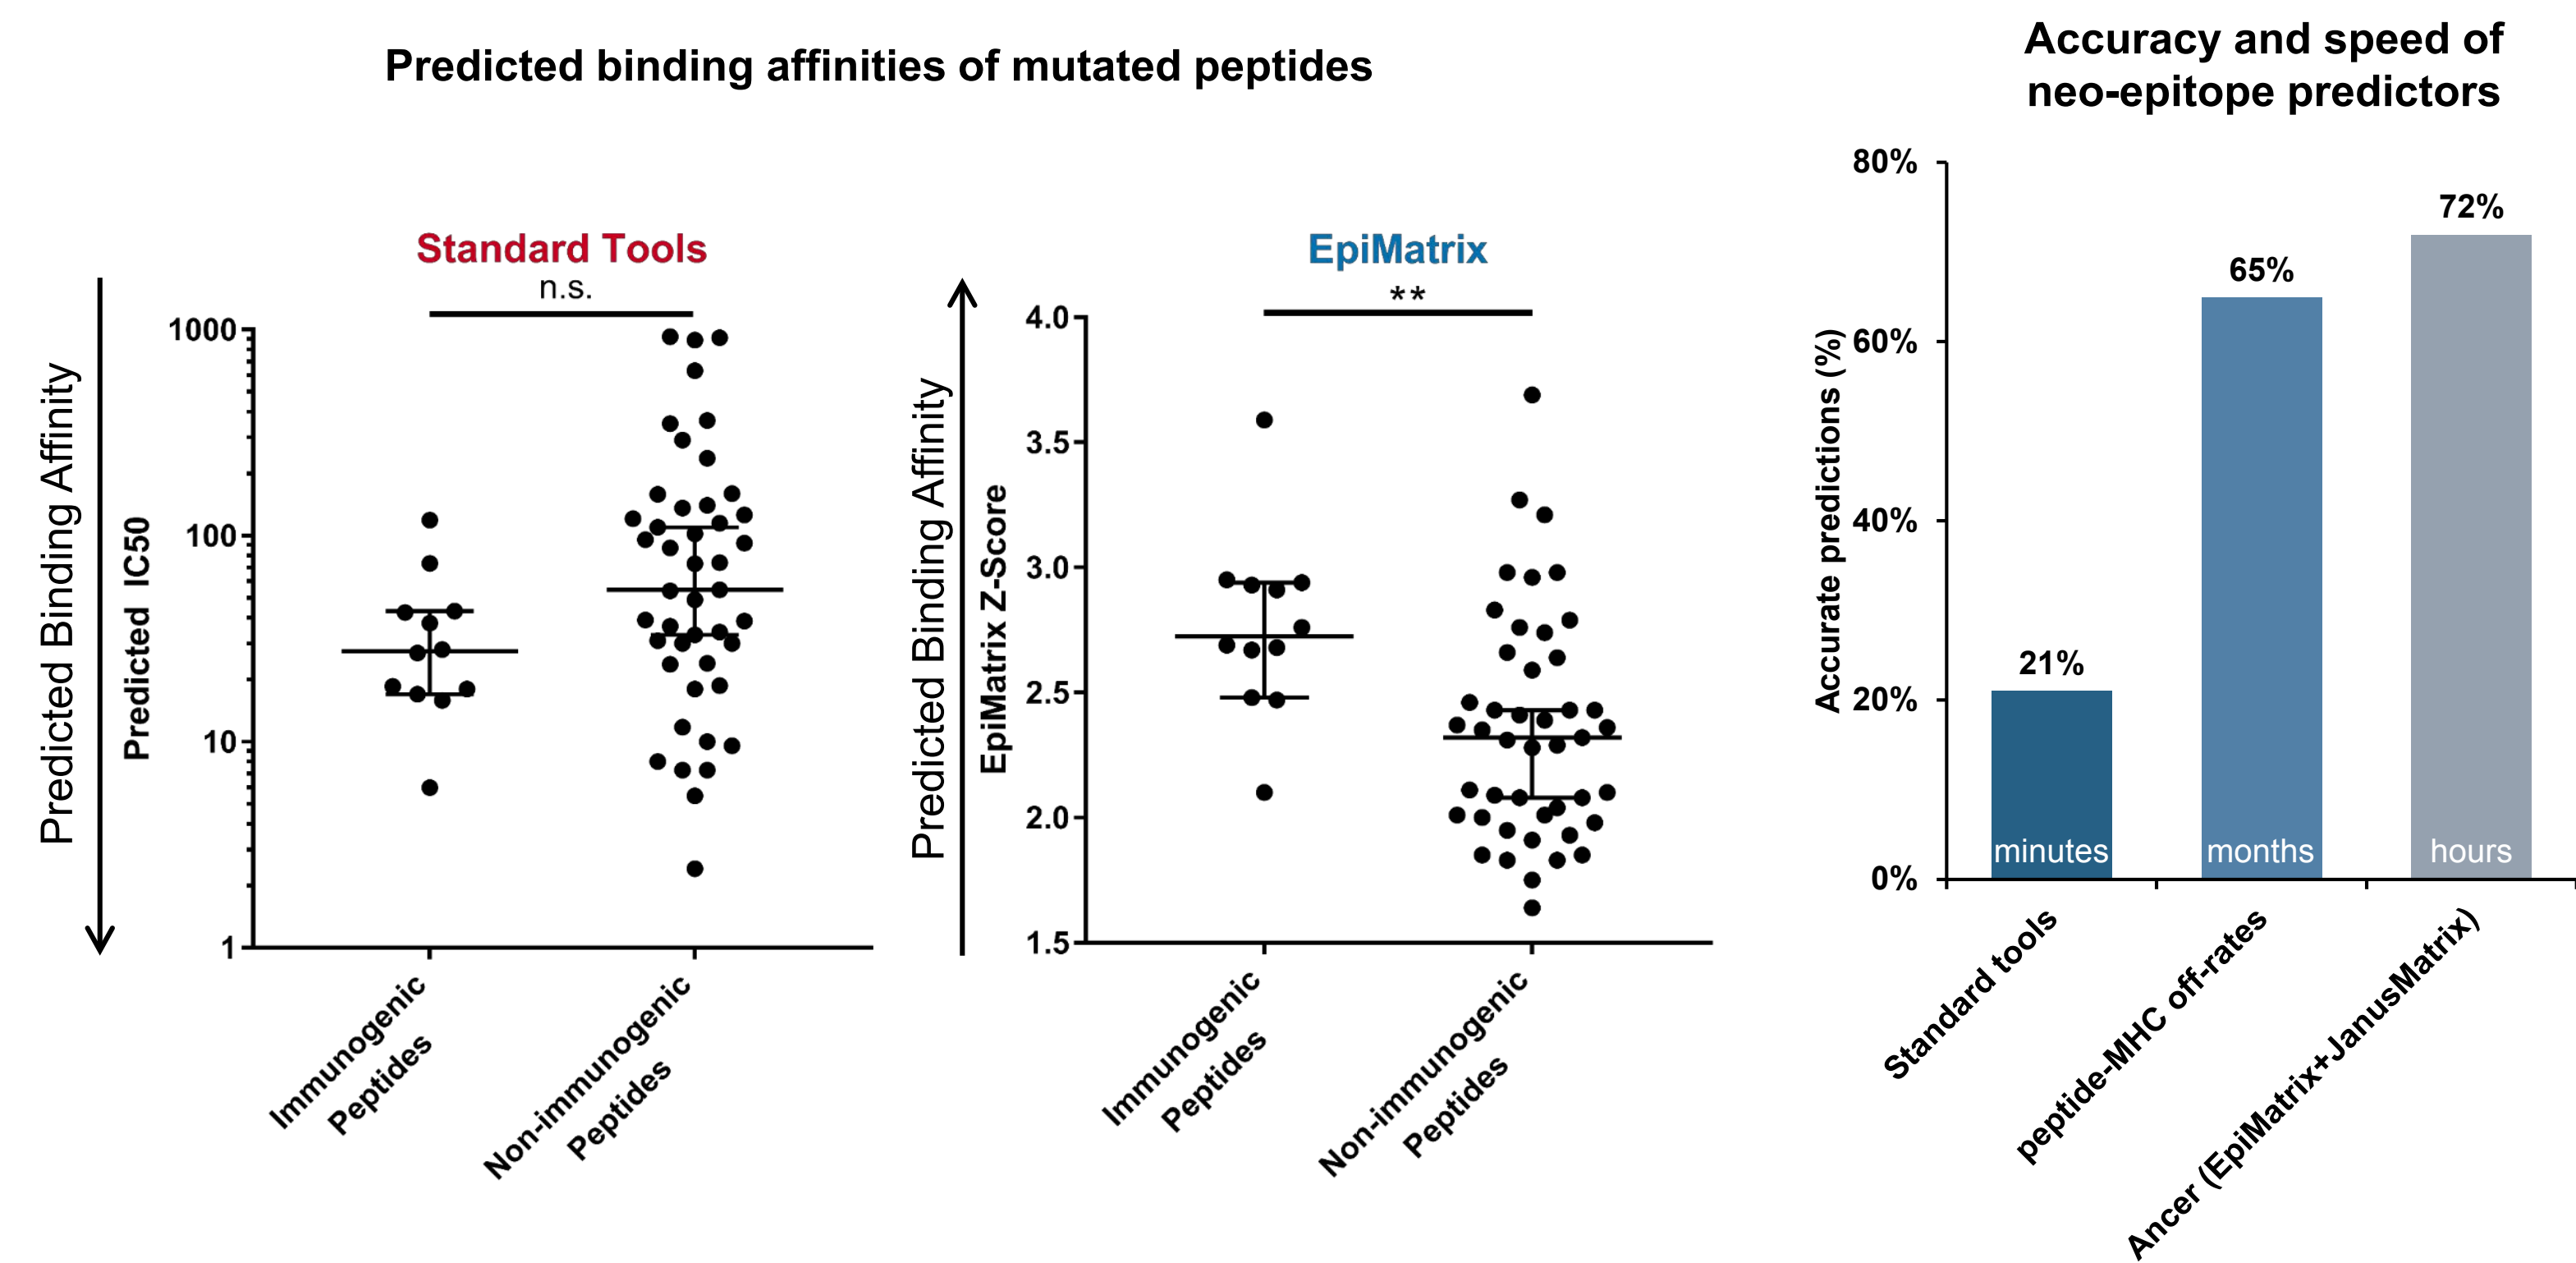 Predicted binding affinities of mutated peptides
Standard Tools
n.s.
Predicted Binding Affinity
Predicted IC50
1000
100
10
1
Immunogenic
Peptides
Non-immunogenic
Peptides
EpiMatrix
**
Predicted Binding Affinity
EpiMatrix Z-Score
4.0
3.5
3.0
2.5
2.0
1.5
Immunogenic
Peptides
Non-immunogenic
Peptides
Accuracy and speed of
neo-epitope predictors
Accurate predictions (%)
80%
60%
40%
20%
0%
21%
65%
72%
minutes
months
hours
Standard tools
peptide-MHC off-rates
Ancer (EpiMatrix+JanusMatrix)